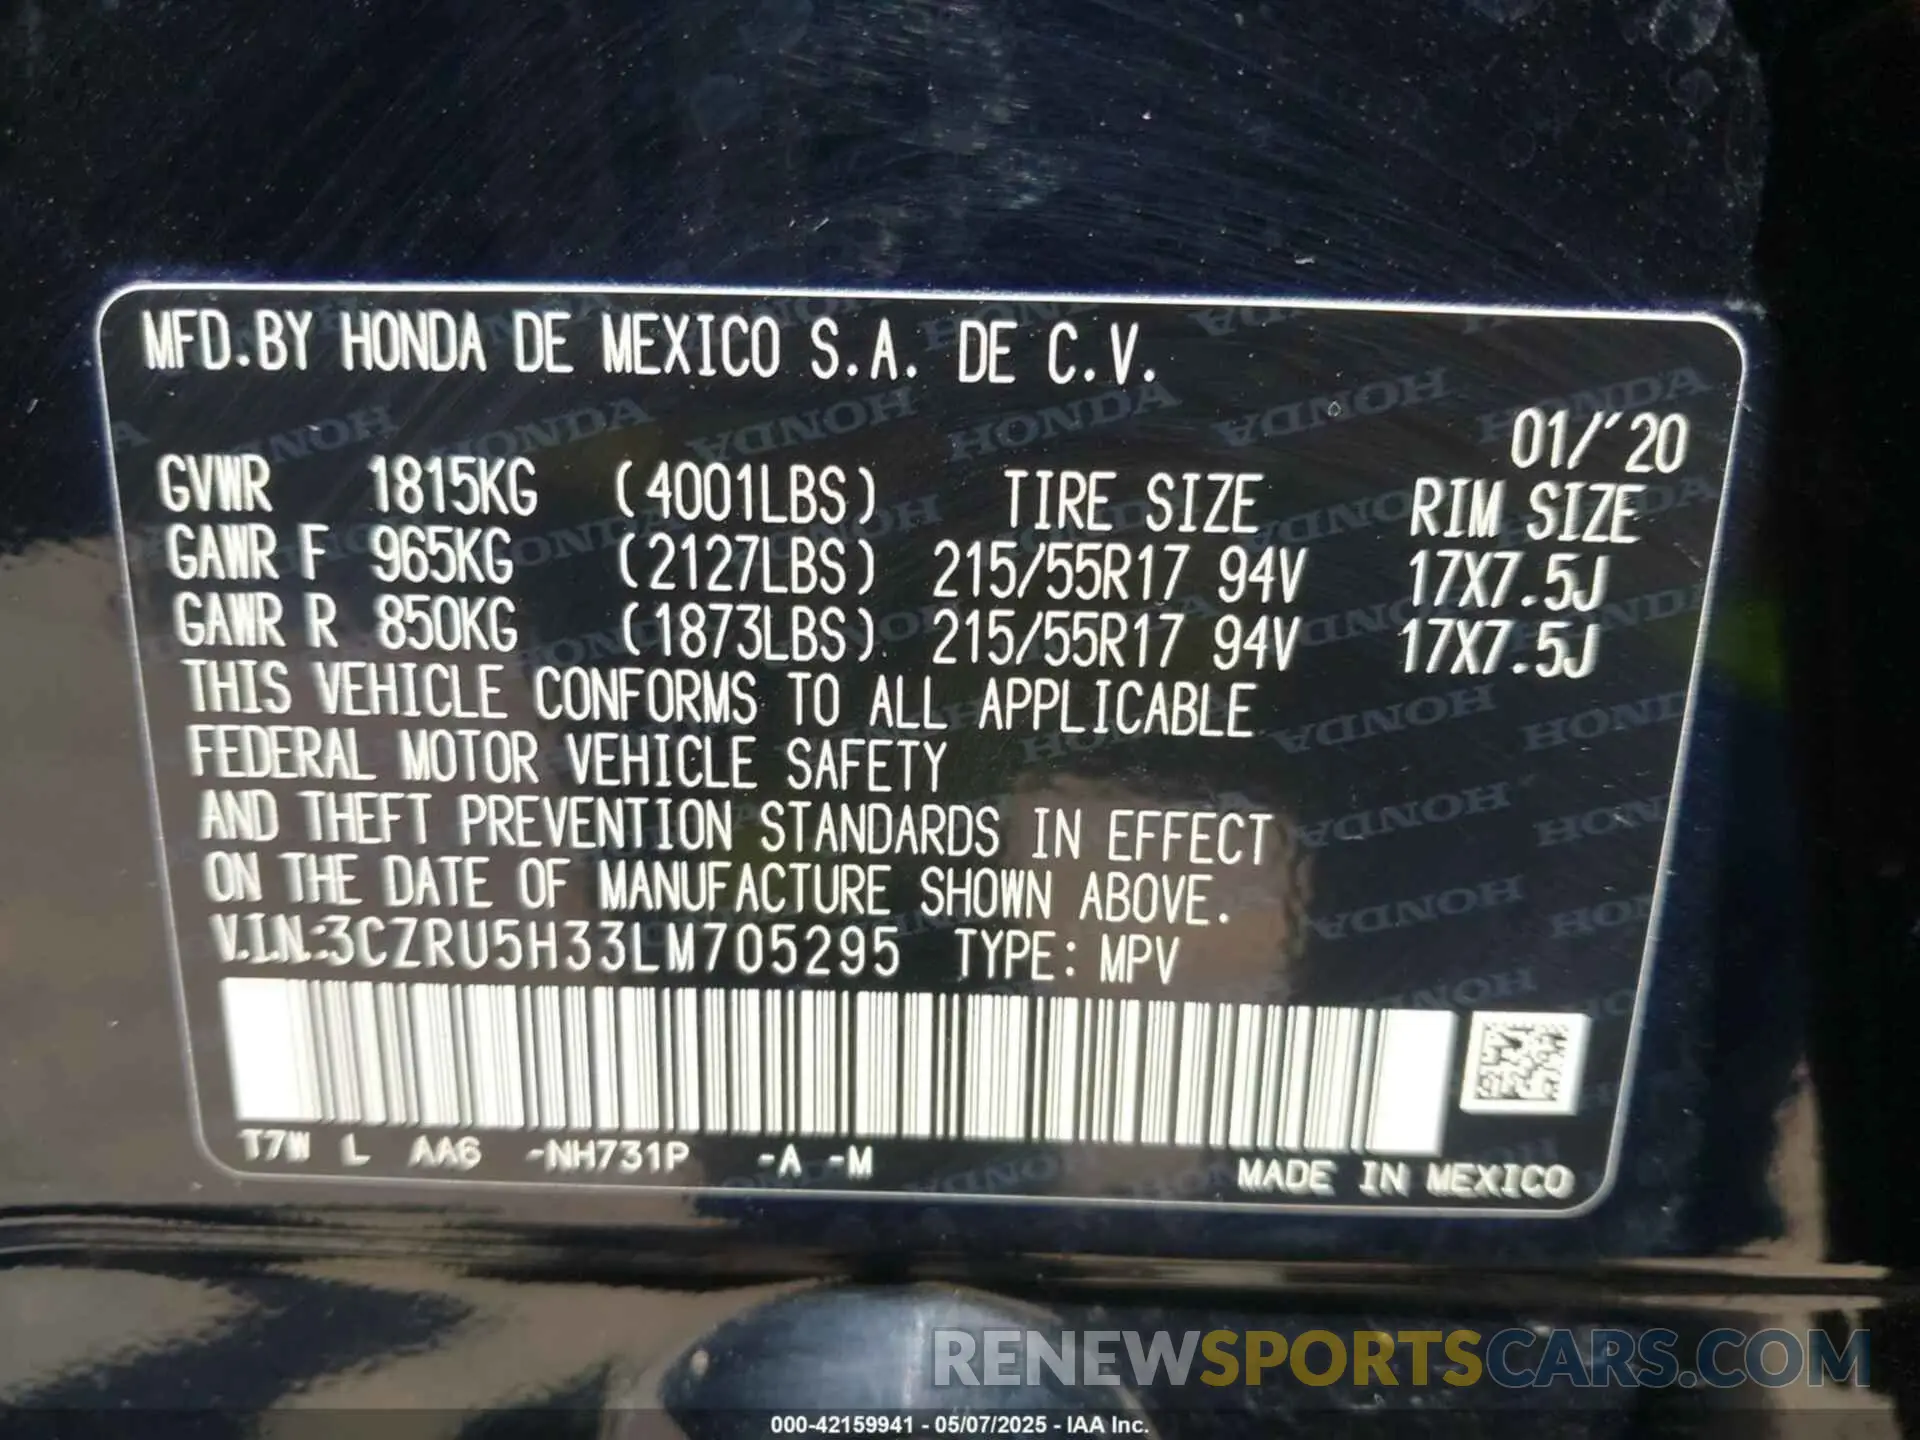 MFD.BY HONDA DE MEXICO S.A. DE C.V.
01/'20
GVWR 1815KG (4001LBS) TIRE SIZE RIM SIZE
GAWR F 965KG (2127LBS) 215/55R17 94V 17X7.5J
GAWR R 850KG (1873LBS) 215/55R17 94V 17X7.5J
THIS VEHICLE CONFORMS TO ALL APPLICABLE
FEDERAL MOTOR VEHICLE SAFETY
AND THEFT PREVENTION STANDARDS IN EFFECT
ON THE DATE OF MANUFACTURE SHOWN ABOVE.
V.I.N.:3CZRU5H33LM705295 TYPE: MPV
T7W L AA6 -NH731P -A -M
MADE IN MEXICO
RENEWSPORTSCARS.COM
000-42159941 - 05/07/2025 - IAA Inc.